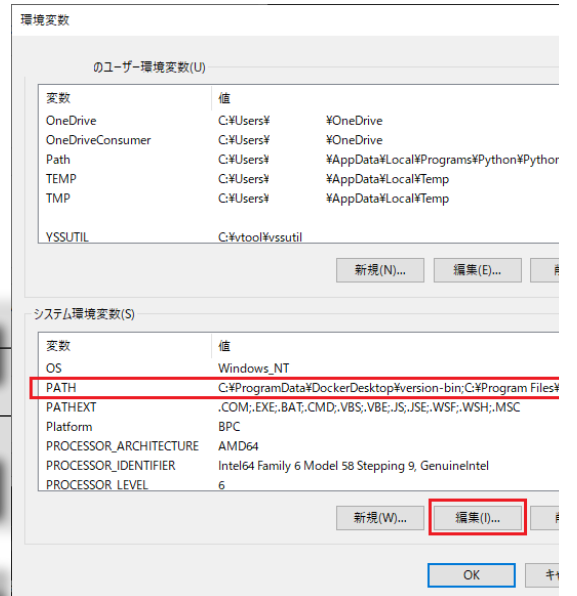 環境変数
のユーザー環境変数(U)
変数 値
OneDrive C:¥Users¥ ¥OneDrive
OneDriveConsumer C:¥Users¥ ¥OneDrive
Path C:¥Users¥ ¥AppData¥Local¥Programs¥Python¥Python
TEMP C:¥Users¥ ¥AppData¥Local¥Temp
TMP C:¥Users¥ ¥AppData¥Local¥Temp
YSSUTIL C:¥vtool¥vssutil
新規(N)... 編集(E)...
システム環境変数(S)
変数 値
OS Windows_NT
PATH C:¥ProgramData¥DockerDesktop¥version-bin;C:¥Program Files¥
PATHEXT .COM;.EXE;.BAT;.CMD;.VBS;.VBE;.JS;.JSE;.WSF;.WSH;.MSC
Platform BPC
PROCESSOR_ARCHITECTURE AMD64
PROCESSOR_IDENTIFIER Intel64 Family 6 Model 58 Stepping 9, GenuineIntel
PROCESSOR_LEVEL 6
新規(W)... 編集(I)...
OK キ